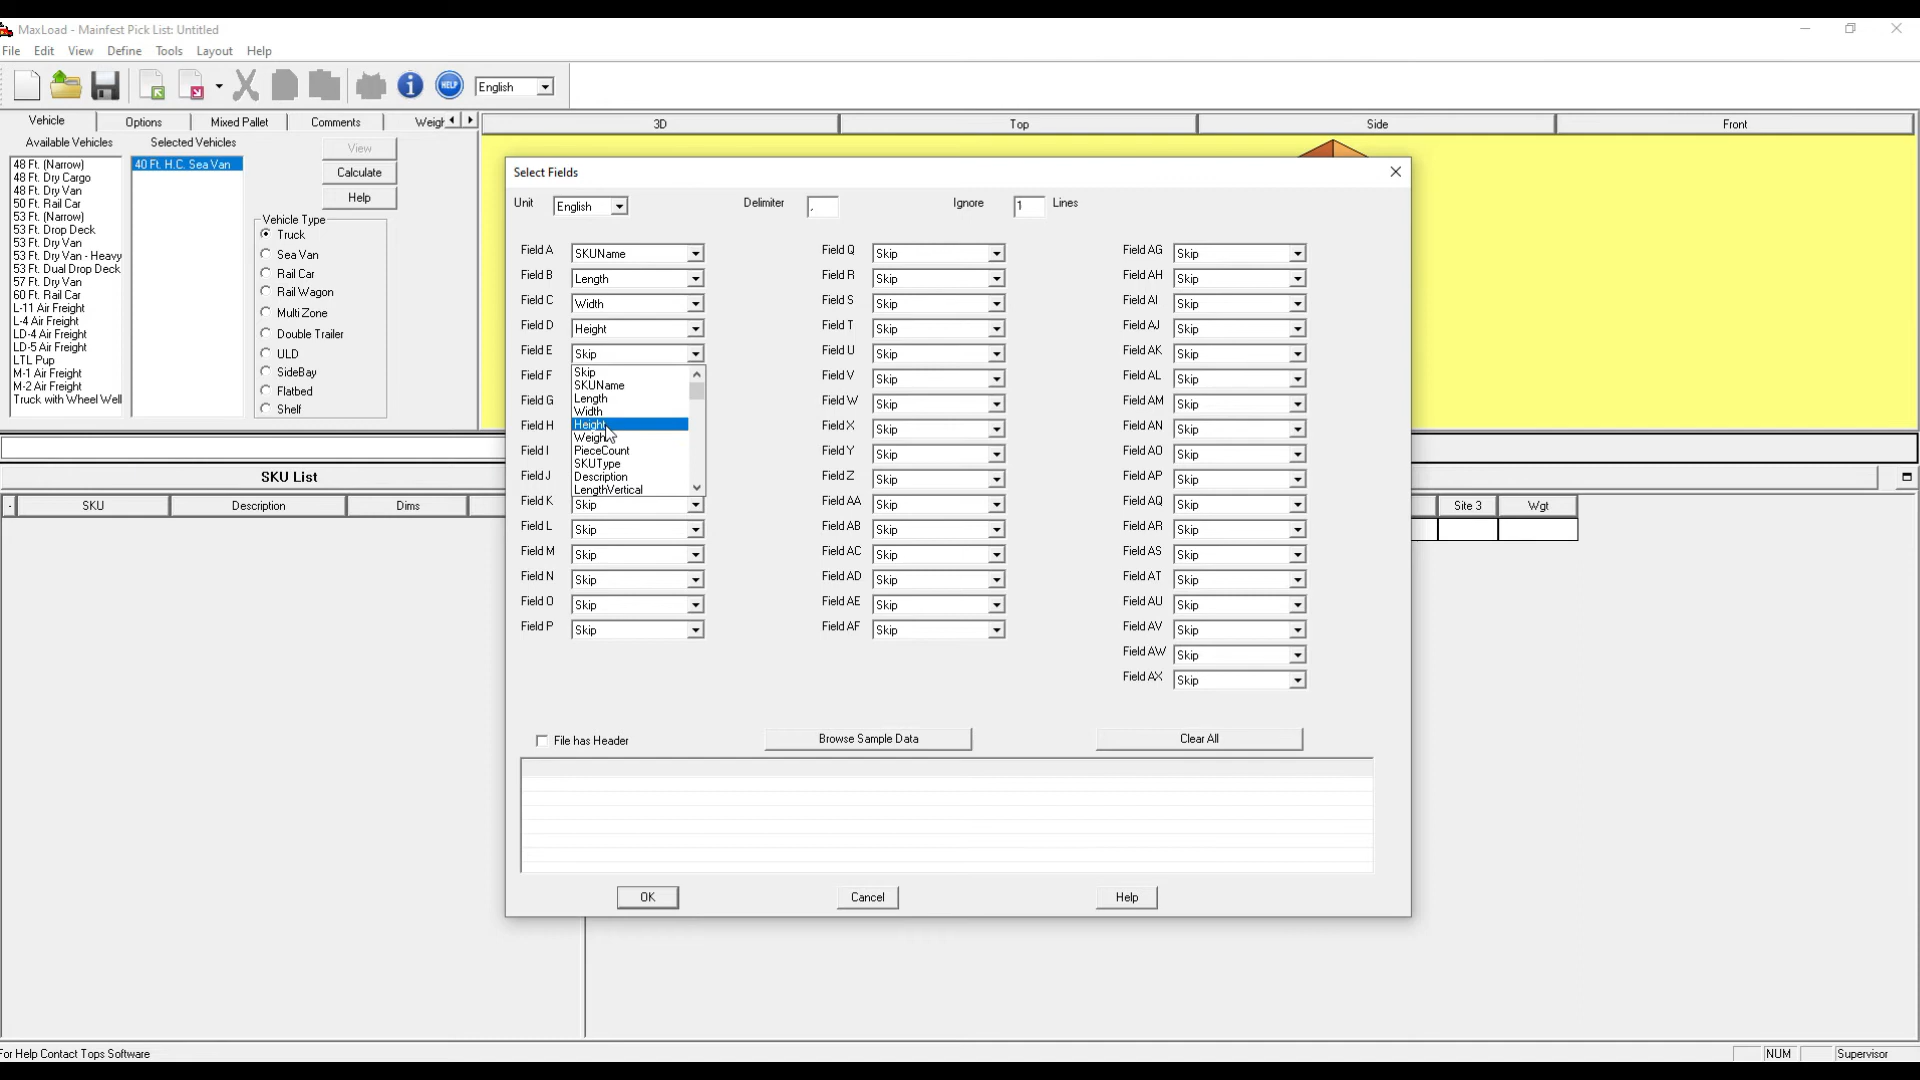 MaxLoad - Mainfest Pick List: Untitled
File Edit View Define Tools Layout Help
HELP English
Vehicle Options Mixed Pallet Comments Weigh
3D Top Side Front
Available Vehicles Selected Vehicles
48 Ft. (Narrow)
48 Ft. Dry Cargo
48 Ft. Dry Van
50 Ft. Rail Car
53 Ft. (Narrow)
53 Ft. Drop Deck
53 Ft. Dry Van
53 Ft. Dry Van - Heavy
53 Ft. Dual Drop Deck
57 Ft. Dry Van
60 Ft. Rail Car
L-11 Air Freight
L-4 Air Freight
LD-4 Air Freight
LD-5 Air Freight
LTL Pup
M-1 Air Freight
M-2 Air Freight
Truck with Wheel Well
40 Ft. H.C. Sea Van
View
Calculate
Help
Vehicle Type
Truck
Sea Van
Rail Car
Rail Wagon
Multi Zone
Double Trailer
ULD
SideBay
Flatbed
Shelf
SKU List
SKU Description Dims
Site 3 Wgt
Select Fields
Unit English Delimiter , Ignore 1 Lines
Field A SKUName
Field B Length
Field C Width
Field D Height
Field E Skip
Field F
Field G
Field H
Field I
Field J
Skip
SKUName
Length
Width
Height
Weight
PieceCount
SKUType
Description
LengthVertical
Field K Skip
Field L Skip
Field M Skip
Field N Skip
Field O Skip
Field P Skip
Field Q Skip
Field R Skip
Field S Skip
Field T Skip
Field U Skip
Field V Skip
Field W Skip
Field X Skip
Field Y Skip
Field Z Skip
Field AA Skip
Field AB Skip
Field AC Skip
Field AD Skip
Field AE Skip
Field AF Skip
Field AG Skip
Field AH Skip
Field AI Skip
Field AJ Skip
Field AK Skip
Field AL Skip
Field AM Skip
Field AN Skip
Field AO Skip
Field AP Skip
Field AQ Skip
Field AR Skip
Field AS Skip
Field AT Skip
Field AU Skip
Field AV Skip
Field AW Skip
Field AX Skip
File has Header Browse Sample Data Clear All
OK Cancel Help
For Help Contact Tops Software
NUM Supervisor